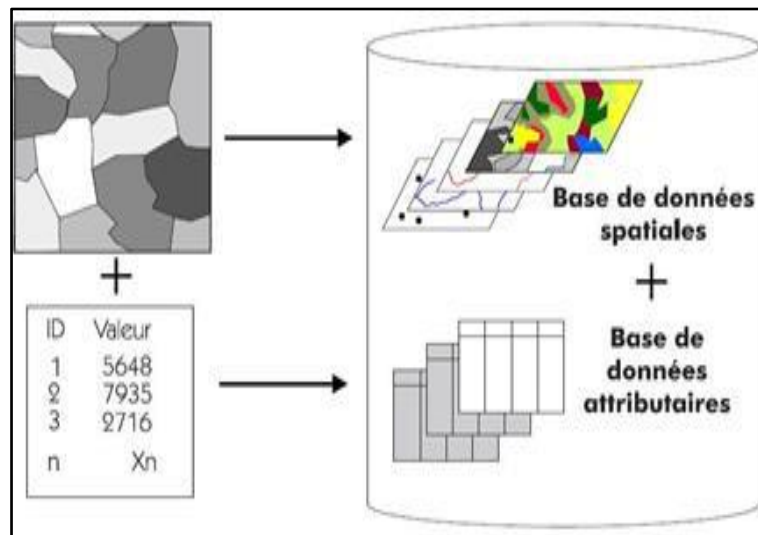 Base de données
spatiales
+
+
ID Valeur
1 5648
2 7935
3 2716
n Xn
Base de
données
attributaires